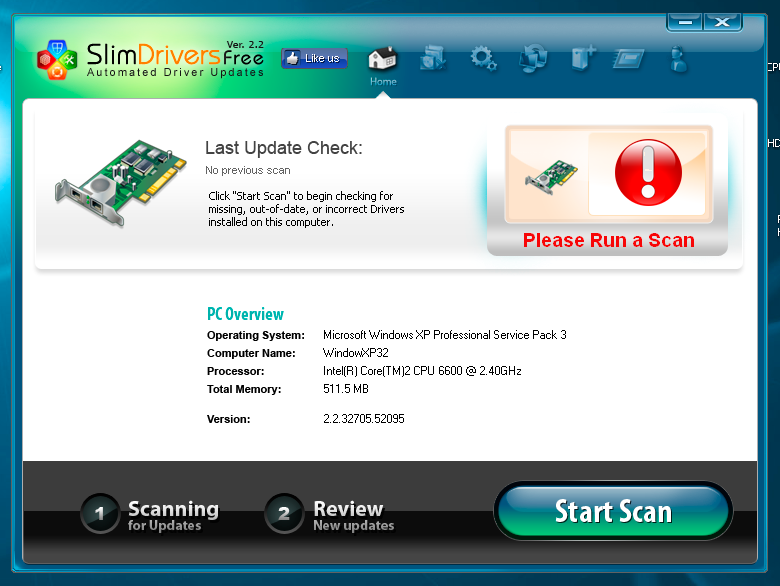 Ver. 2.2
SlimDrivers Free
Automated Driver Updates
Like us
Home
Last Update Check:
No previous scan
Click "Start Scan" to begin checking for
missing, out-of-date, or incorrect Drivers
installed on this computer.
Please Run a Scan
PC Overview
Operating System: Microsoft Windows XP Professional Service Pack 3
Computer Name: WindowXP32
Processor: Intel(R) Core(TM)2 CPU 6600 @ 2.40GHz
Total Memory: 511.5 MB
Version: 2.2.32705.52095
1 Scanning
for Updates
2 Review
New updates
Start Scan